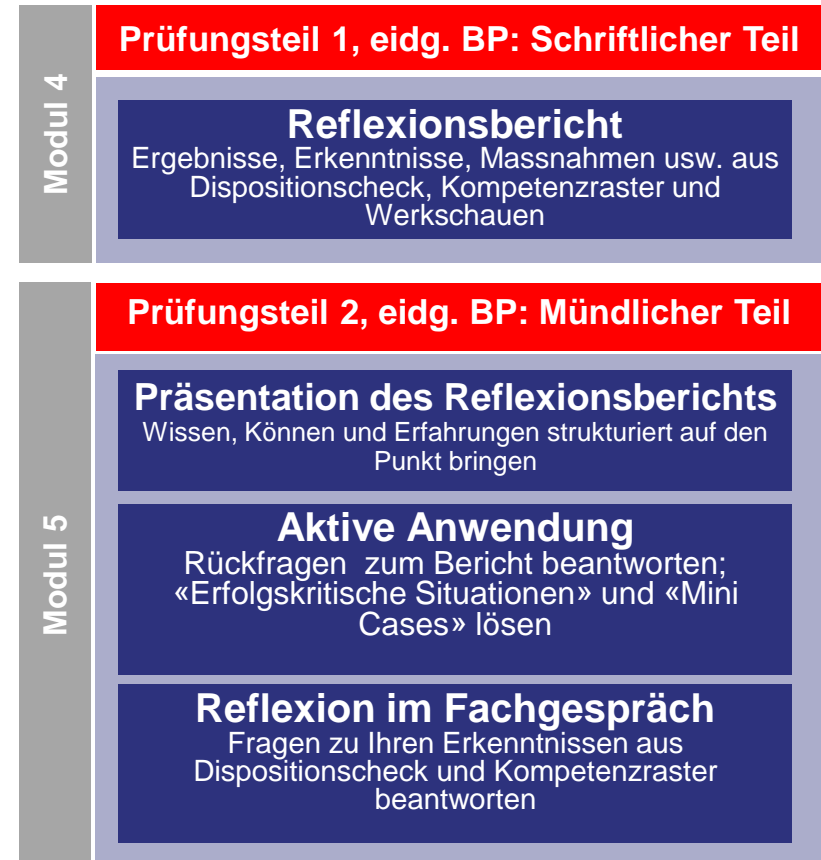 Modul 4
Prüfungsteil 1, eidg. BP: Schriftlicher Teil
Reflexionsbericht
Ergebnisse, Erkenntnisse, Massnahmen usw. aus
Dispositionscheck, Kompetenzraster und
Werkschauen
Modul 5
Prüfungsteil 2, eidg. BP: Mündlicher Teil
Präsentation des Reflexionsberichts
Wissen, Können und Erfahrungen strukturiert auf den
Punkt bringen
Aktive Anwendung
Rückfragen  zum Bericht beantworten;
«Erfolgskritische Situationen» und «Mini
Cases» lösen
Reflexion im Fachgespräch
Fragen zu Ihren Erkenntnissen aus
Dispositionscheck und Kompetenzraster
beantworten